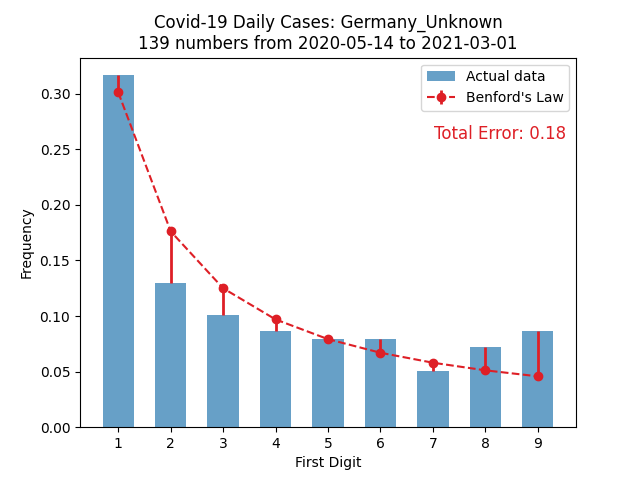 Covid-19 Daily Cases: Germany_Unknown
139 numbers from 2020-05-14 to 2021-03-01
Actual data
Benford's Law
Total Error: 0.18
0.30
0.25
0.20
0.15
0.10
0.05
0.00
Frequency
1 2 3 4 5 6 7 8 9
First Digit